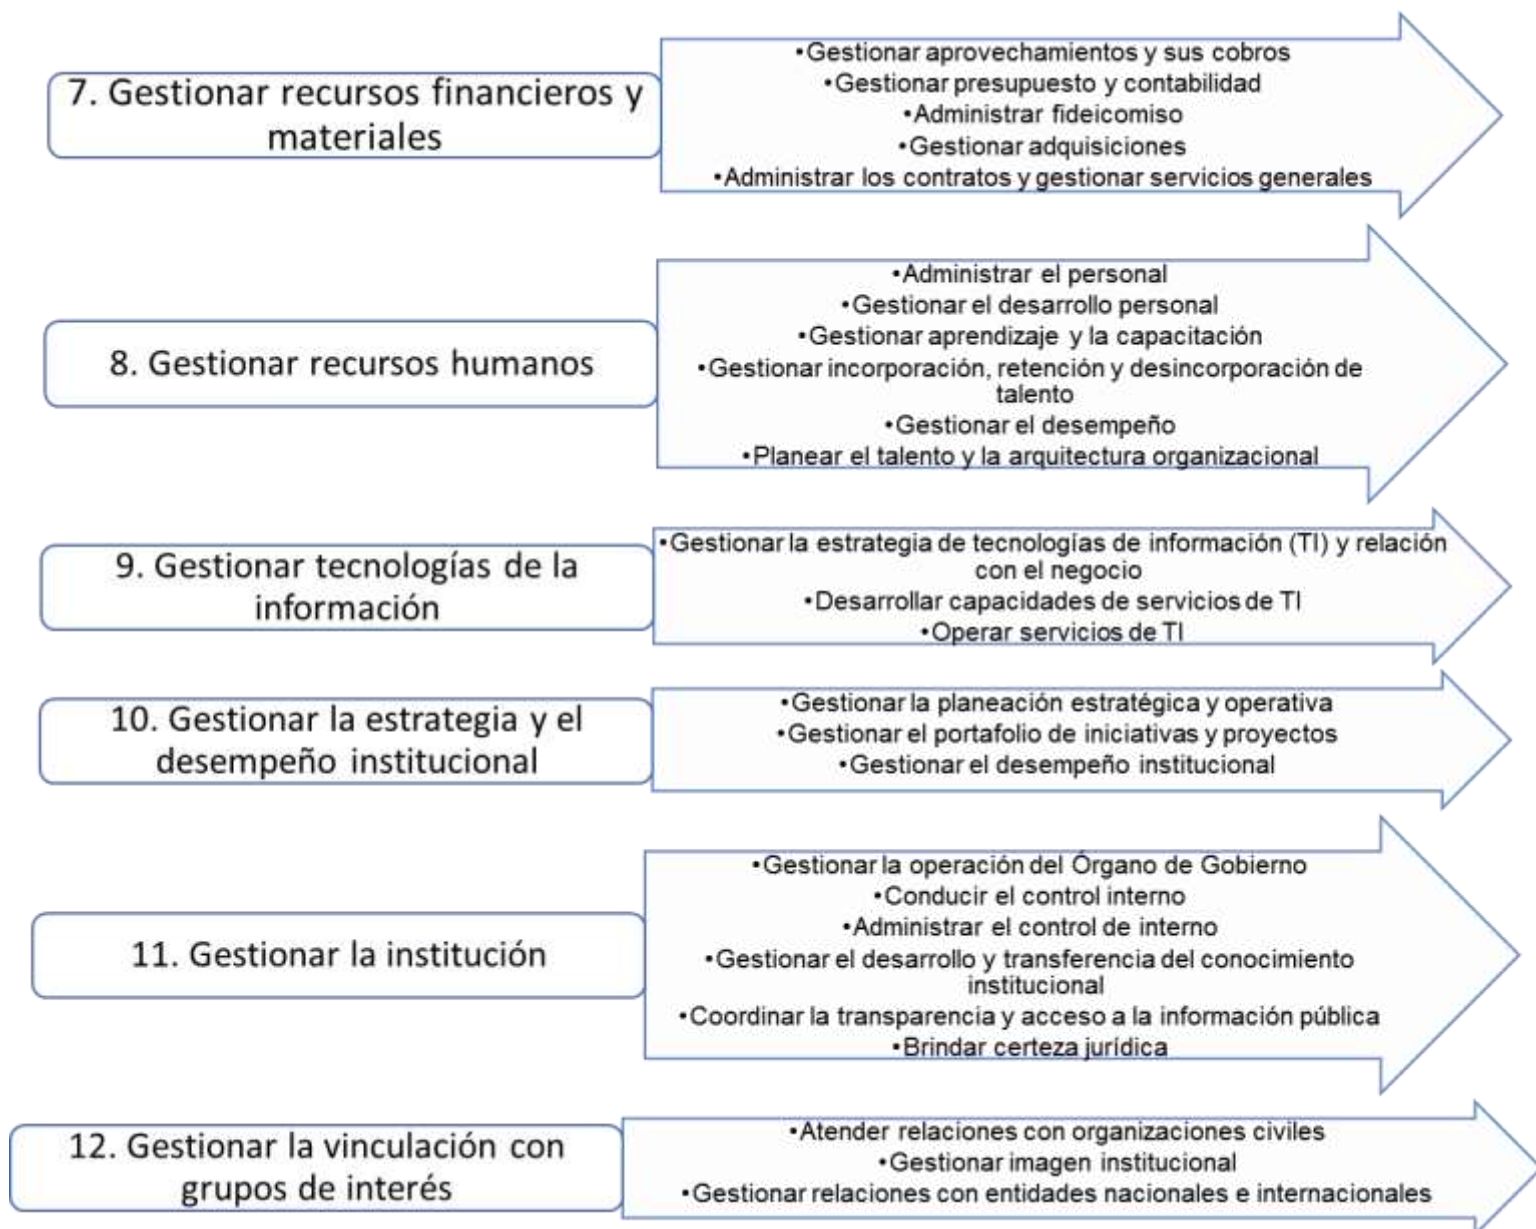 7. Gestionar recursos financieros y
materiales
•Gestionar aprovechamientos y sus cobros
•Gestionar presupuesto y contabilidad
•Administrar fideicomiso
•Gestionar adquisiciones
•Administrar los contratos y gestionar servicios generales
8. Gestionar recursos humanos
•Administrar el personal
•Gestionar el desarrollo personal
•Gestionar aprendizaje y la capacitación
•Gestionar incorporación, retención y desincorporación de
talento
•Gestionar el desempeño
•Planear el talento y la arquitectura organizacional
9. Gestionar tecnologías de la
información
•Gestionar la estrategia de tecnologías de información (TI) y relación
con el negocio
•Desarrollar capacidades de servicios de TI
•Operar servicios de TI
10. Gestionar la estrategia y el
desempeño institucional
•Gestionar la planeación estratégica y operativa
•Gestionar el portafolio de iniciativas y proyectos
•Gestionar el desempeño institucional
11. Gestionar la institución
•Gestionar la operación del Órgano de Gobierno
•Conducir el control interno
•Administrar el control de interno
•Gestionar el desarrollo y transferencia del conocimiento
institucional
•Coordinar la transparencia y acceso a la información pública
•Brindar certeza jurídica
12. Gestionar la vinculación con
grupos de interés
•Atender relaciones con organizaciones civiles
•Gestionar imagen institucional
•Gestionar relaciones con entidades nacionales e internacionales